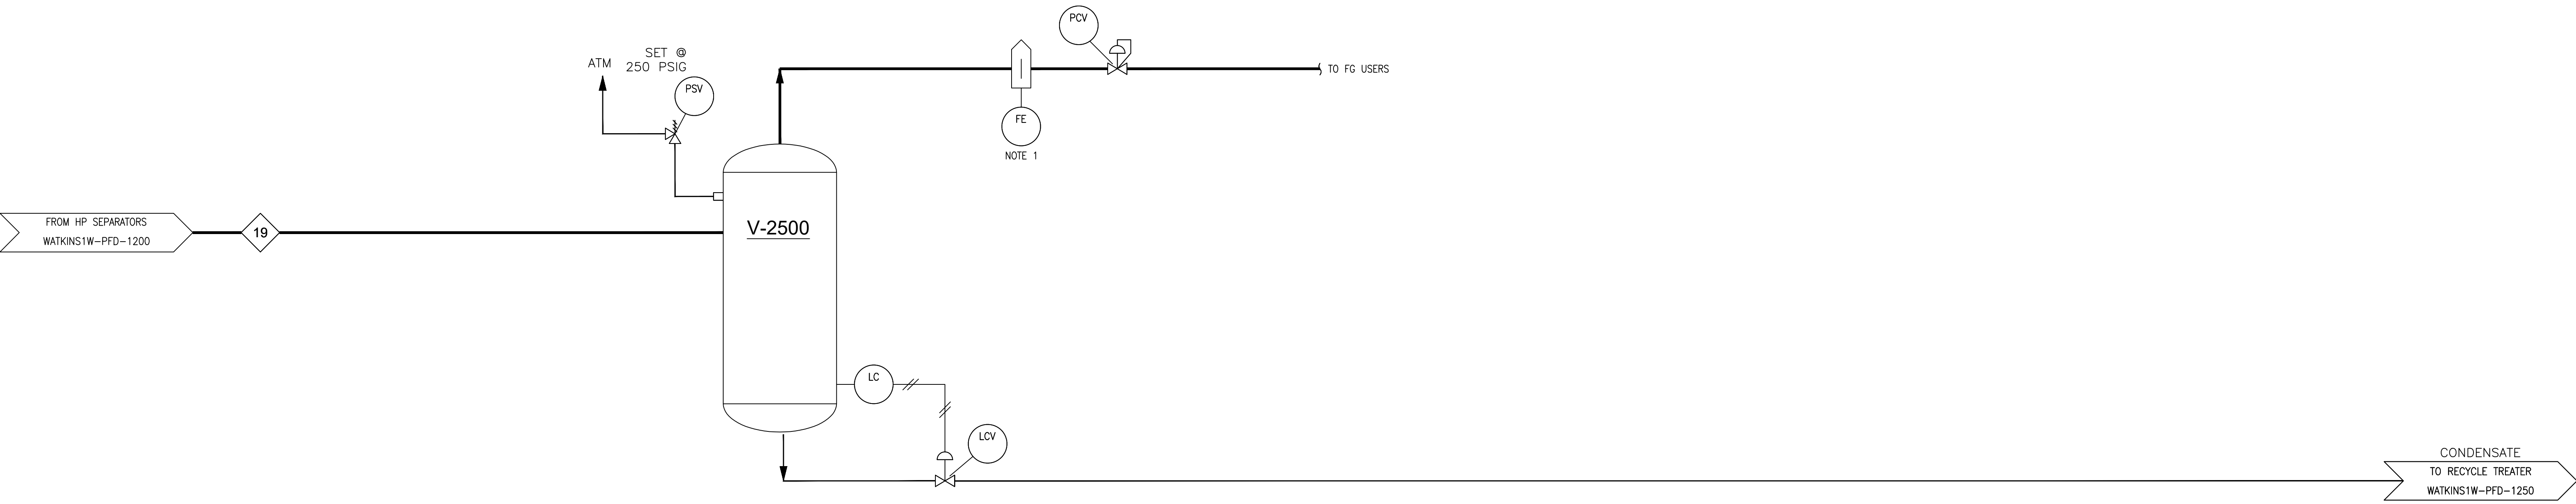 PCV
SET @
250 PSIG
ATM
TO FG USERS
PSV
FE
NOTE 1
FROM HP SEPARATORS
WATKINS1W-PFD-1200
19
V-2500
LC
LCV
CONDENSATE
TO RECYCLE TREATER
WATKINS1W-PFD-1250